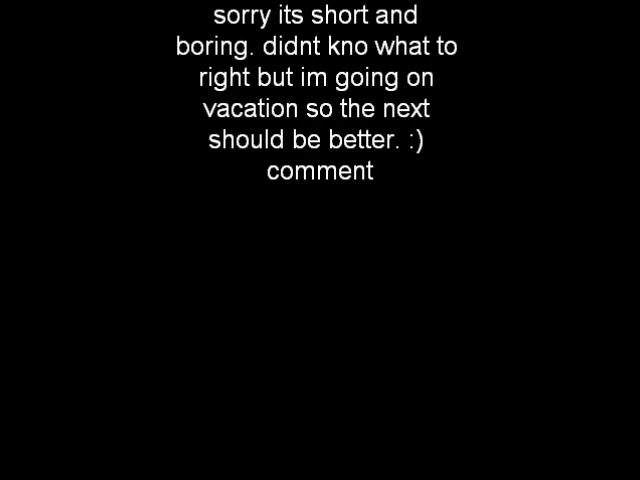 sorry its short and
boring. didnt kno what to
right but im going on
vacation so the next
should be better. :)
comment